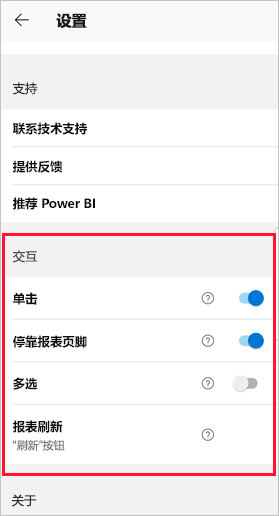 设置
支持
联系技术支持
提供反馈
推荐 Power BI
交互
单击
停靠报表页脚
多选
报表刷新
“刷新”按钮
关于